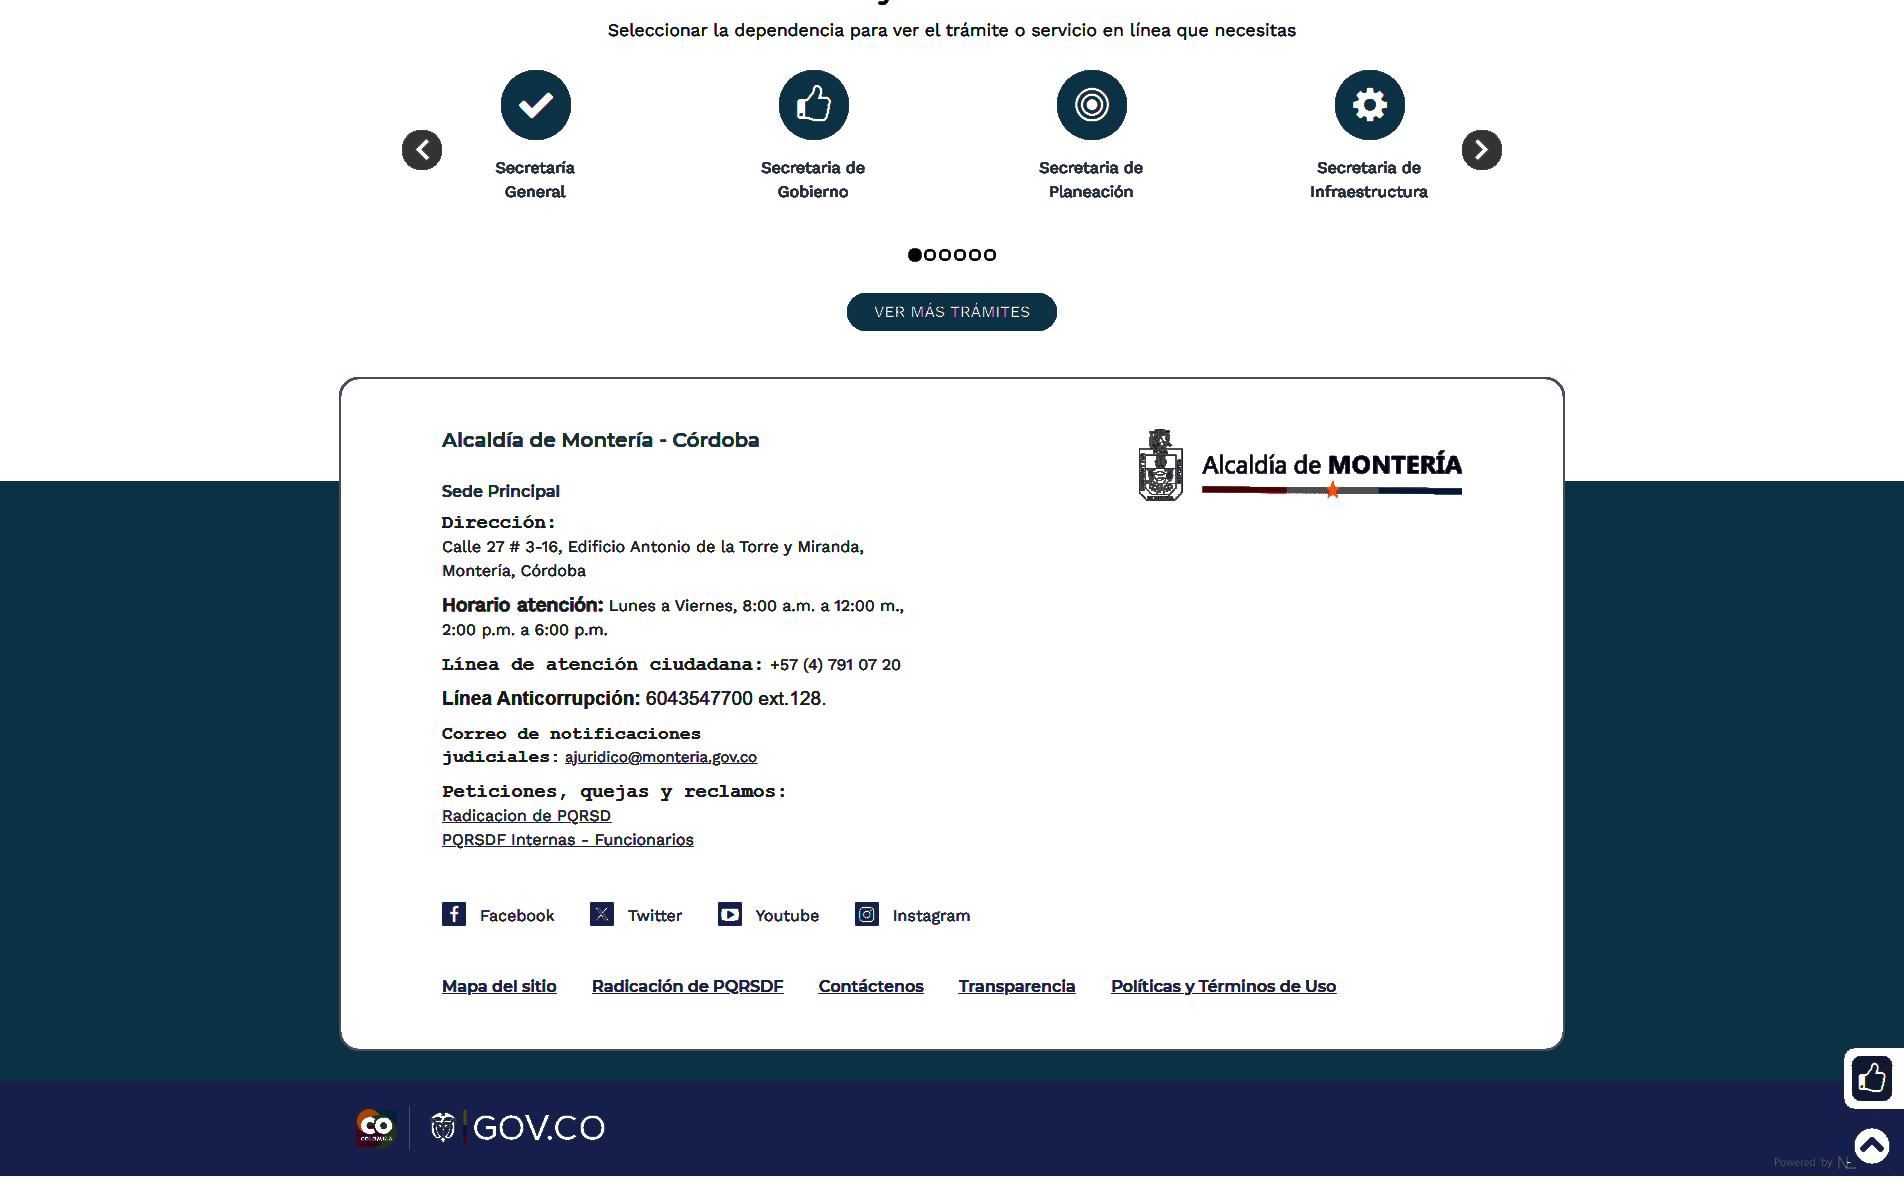 Seleccionar la dependencia para ver el trámite o servicio en línea que necesitas
Secretaría
General
Secretaria de
Gobierno
Secretaria de
Planeación
Secretaria de
Infraestructura
VER MÁS TRÁMITES
Alcaldía de Montería - Córdoba
Alcaldía de MONTERÍA
Sede Principal
Dirección:
Calle 27 # 3-16, Edificio Antonio de la Torre y Miranda,
Montería, Córdoba
Horario atención: Lunes a Viernes, 8:00 a.m. a 12:00 m.,
2:00 p.m. a 6:00 p.m.
Línea de atención ciudadana: +57 (4) 791 07 20
Línea Anticorrupción: 6043547700 ext.128.
Correo de notificaciones
judiciales: ajuridico@monteria.gov.co
Peticiones, quejas y reclamos:
Radicacion de PQRSD
PQRSDF Internas - Funcionarios
Facebook Twitter Youtube Instagram
Mapa del sitio Radicación de PQRSDF Contáctenos Transparencia Políticas y Términos de Uso
CO
COLOMBIA
GOV.CO
Powered by